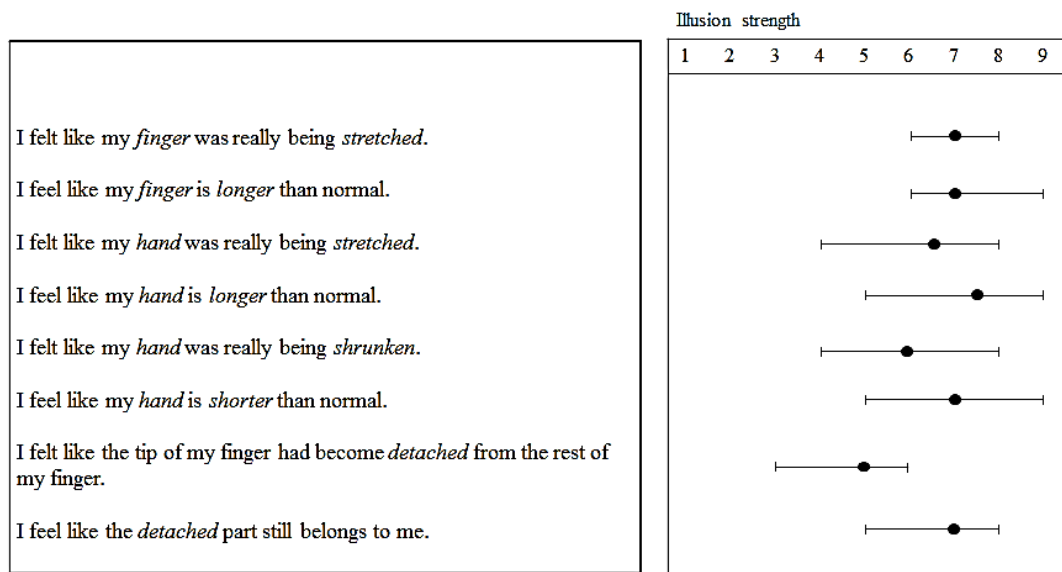 Illusion strength
1 2 3 4 5 6 7 8 9
I felt like my finger was really being stretched.
I feel like my finger is longer than normal.
I felt like my hand was really being stretched.
I feel like my hand is longer than normal.
I felt like my hand was really being shrunken.
I feel like my hand is shorter than normal.
I felt like the tip of my finger had become detached from the rest of
my finger.
I feel like the detached part still belongs to me.